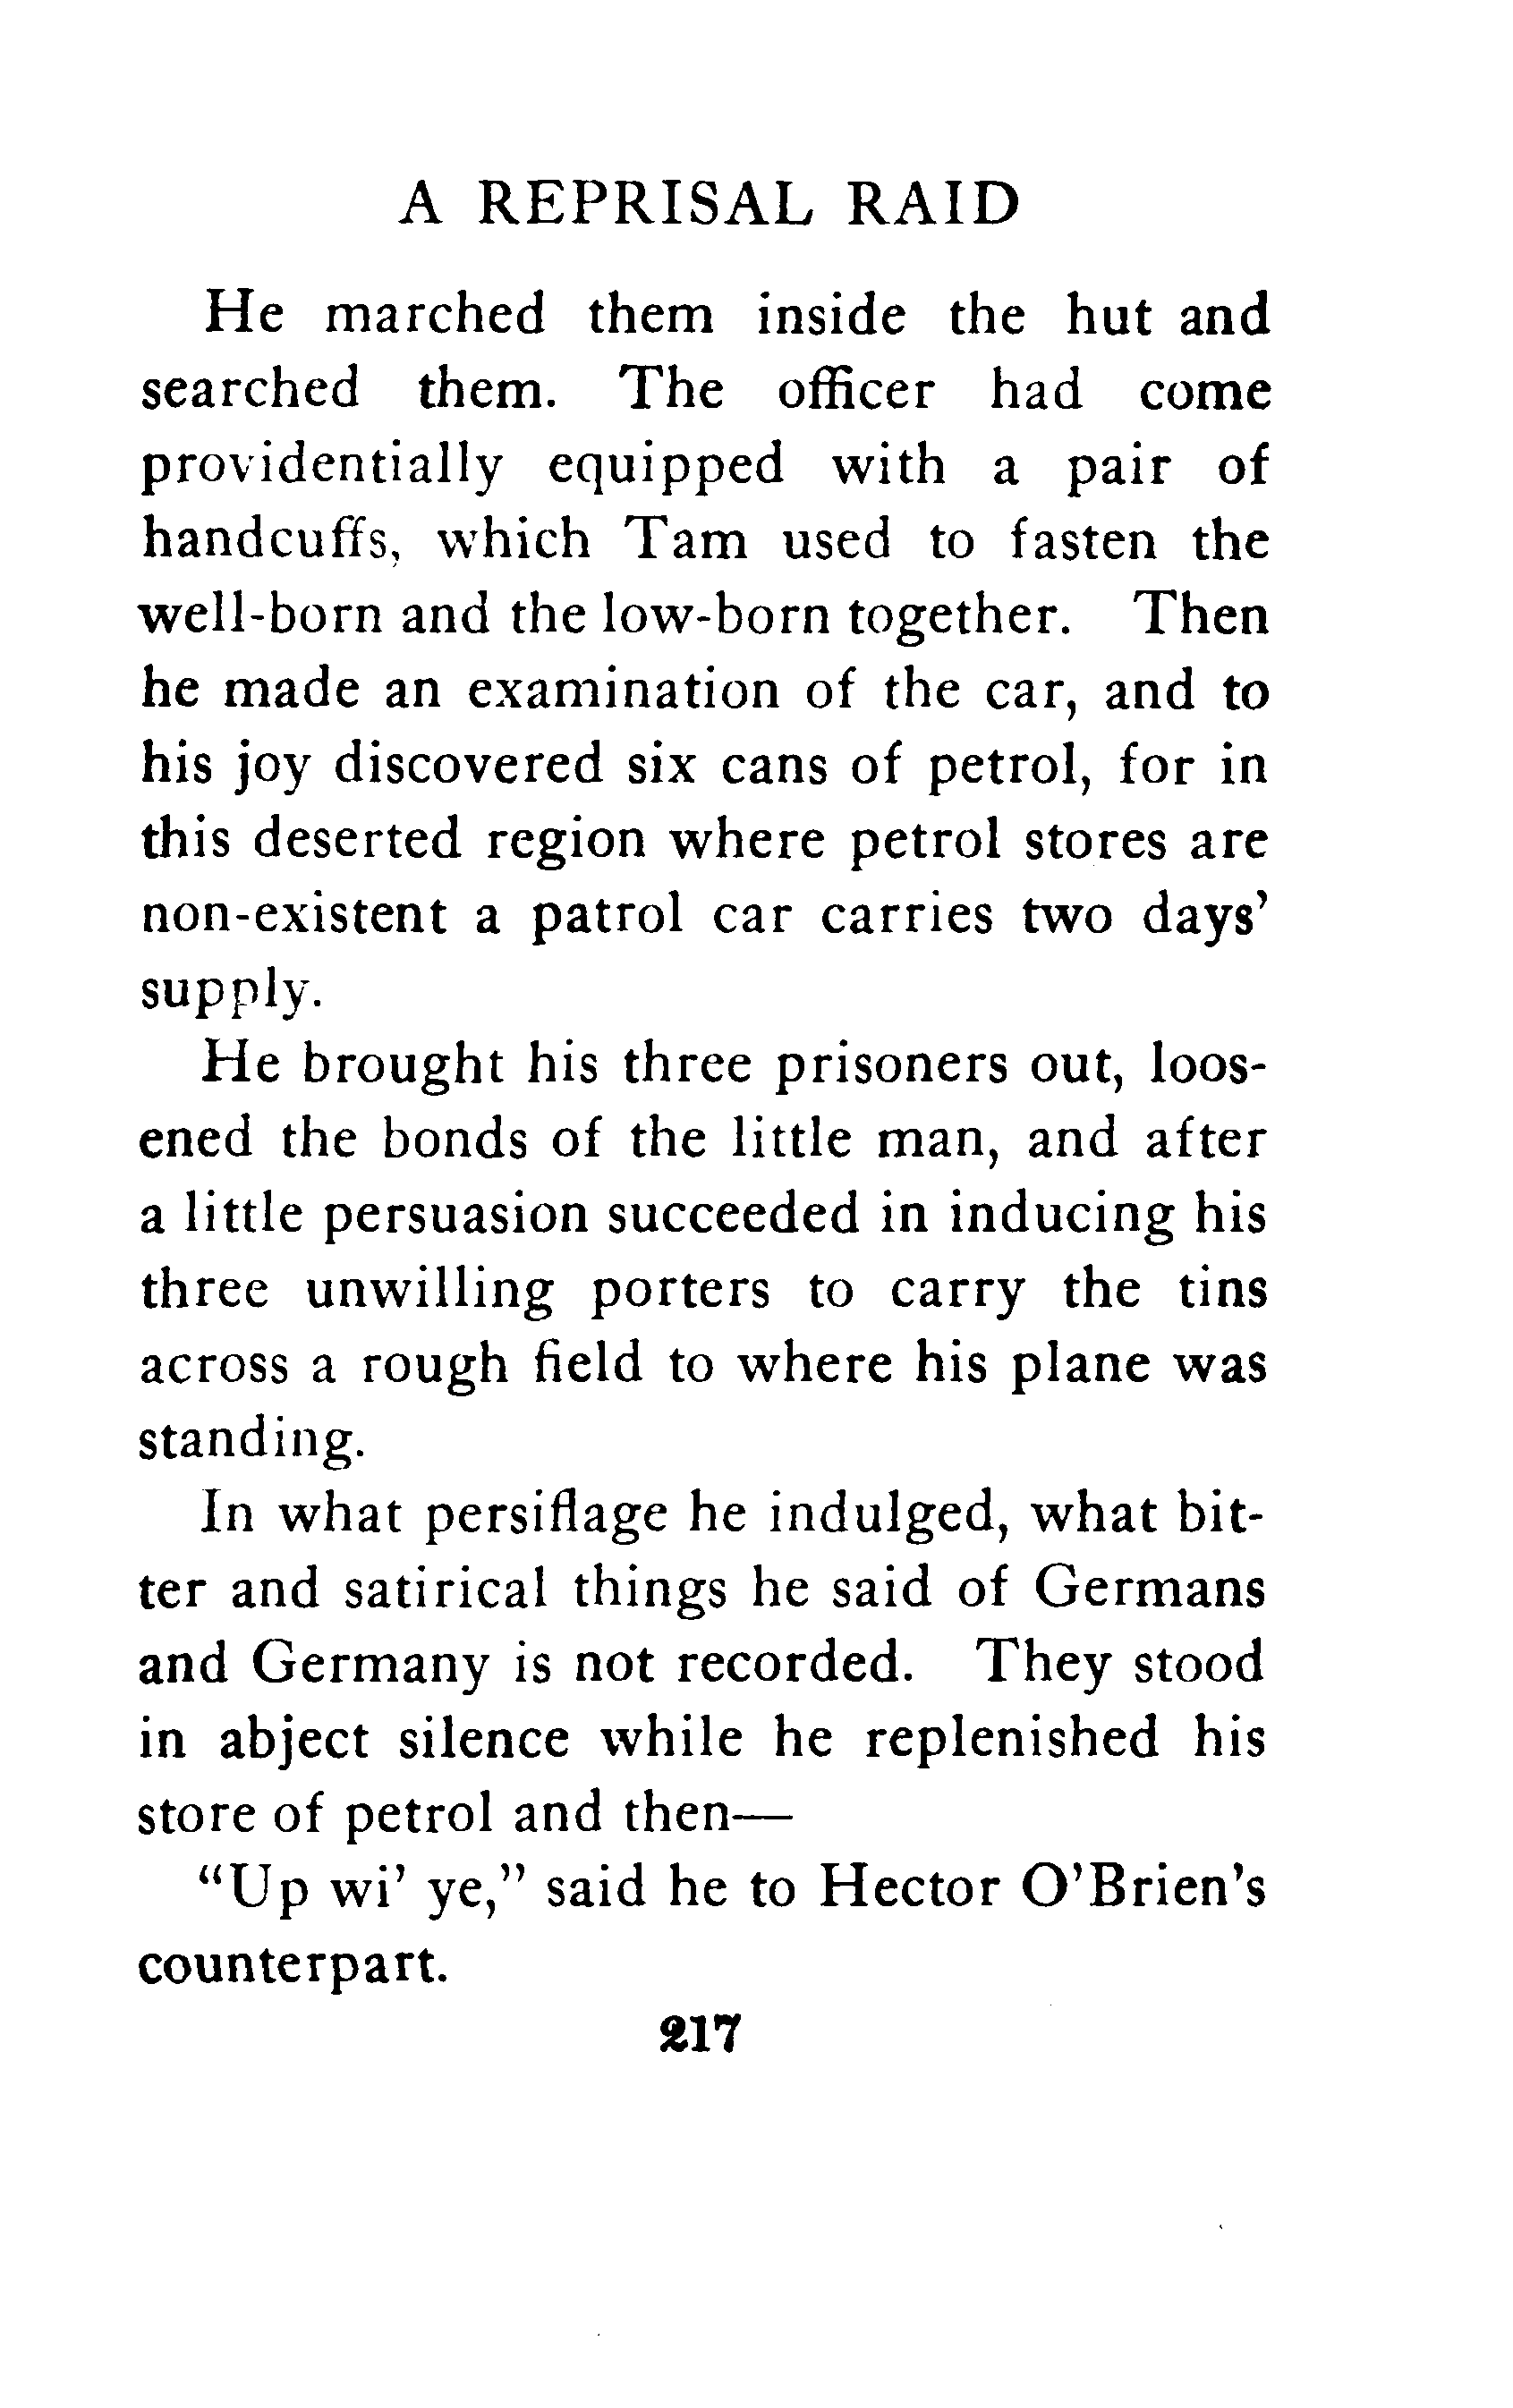 A REPRISAL RAID
He marched them inside the hut and
searched them. The officer had come
providentially equipped with a pair of
handcuffs, which Tam used to fasten the
well-born and the low-born together. Then
he made an examination of the car, and to
his joy discovered six cans of petrol, for in
this deserted region where petrol stores are
non-existent a patrol car carries two days'
supply.
He brought his three prisoners out, loos-
ened the bonds of the little man, and after
a little persuasion succeeded in inducing his
three unwilling porters to carry the tins
across a rough field to where his plane was
standing.
In what persiflage he indulged, what bit-
ter and satirical things he said of Germans
and Germany is not recorded. They stood
in abject silence while he replenished his
store of petrol and then—
"Up wi' ye," said he to Hector O'Brien's
counterpart.
217